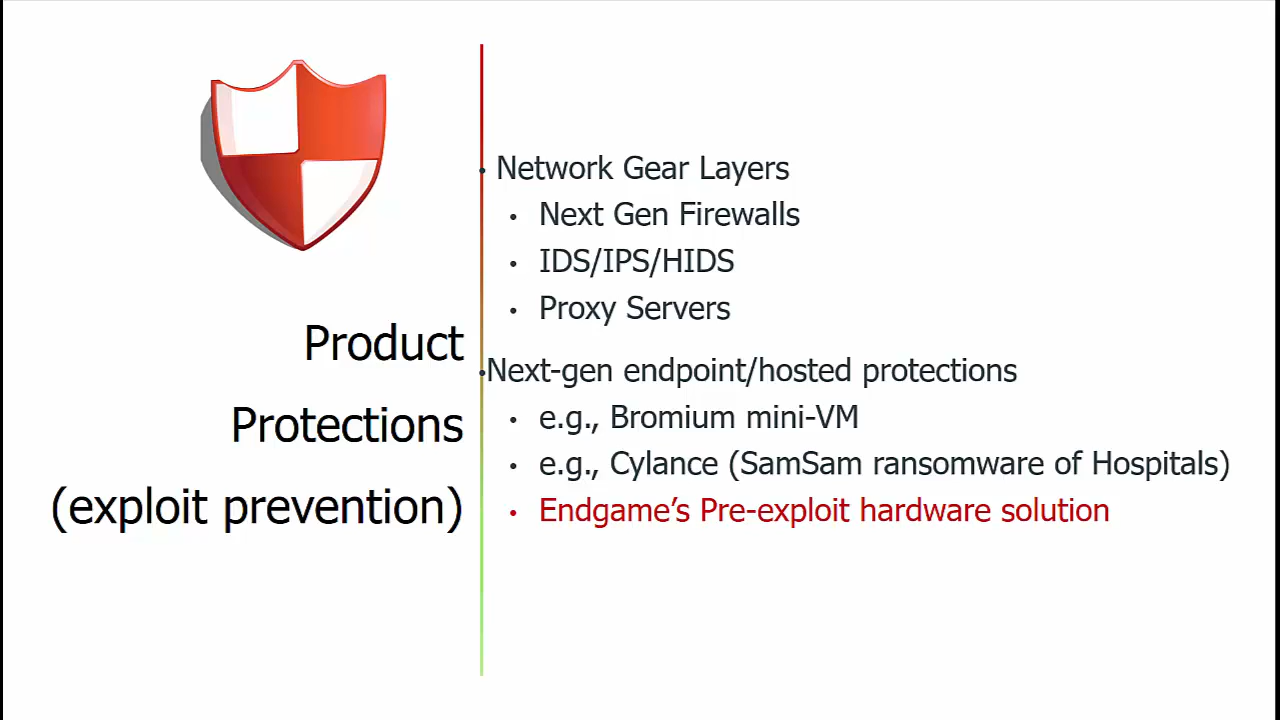 Product
Protections
(exploit prevention)
• Network Gear Layers
• Next Gen Firewalls
• IDS/IPS/HIDS
• Proxy Servers
•Next-gen endpoint/hosted protections
• e.g., Bromium mini-VM
• e.g., Cylance (SamSam ransomware of Hospitals)
• Endgame’s Pre-exploit hardware solution